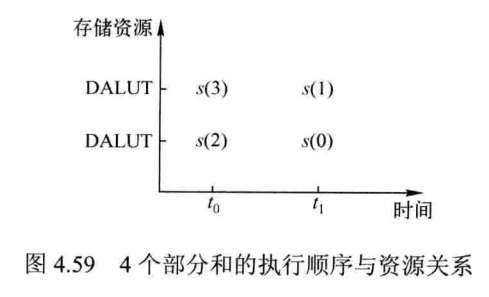 存储资源
DALUT s(3) s(1)
DALUT s(2) s(0)
t₀ t₁
时间
图 4.59 4 个部分和的执行顺序与资源关系